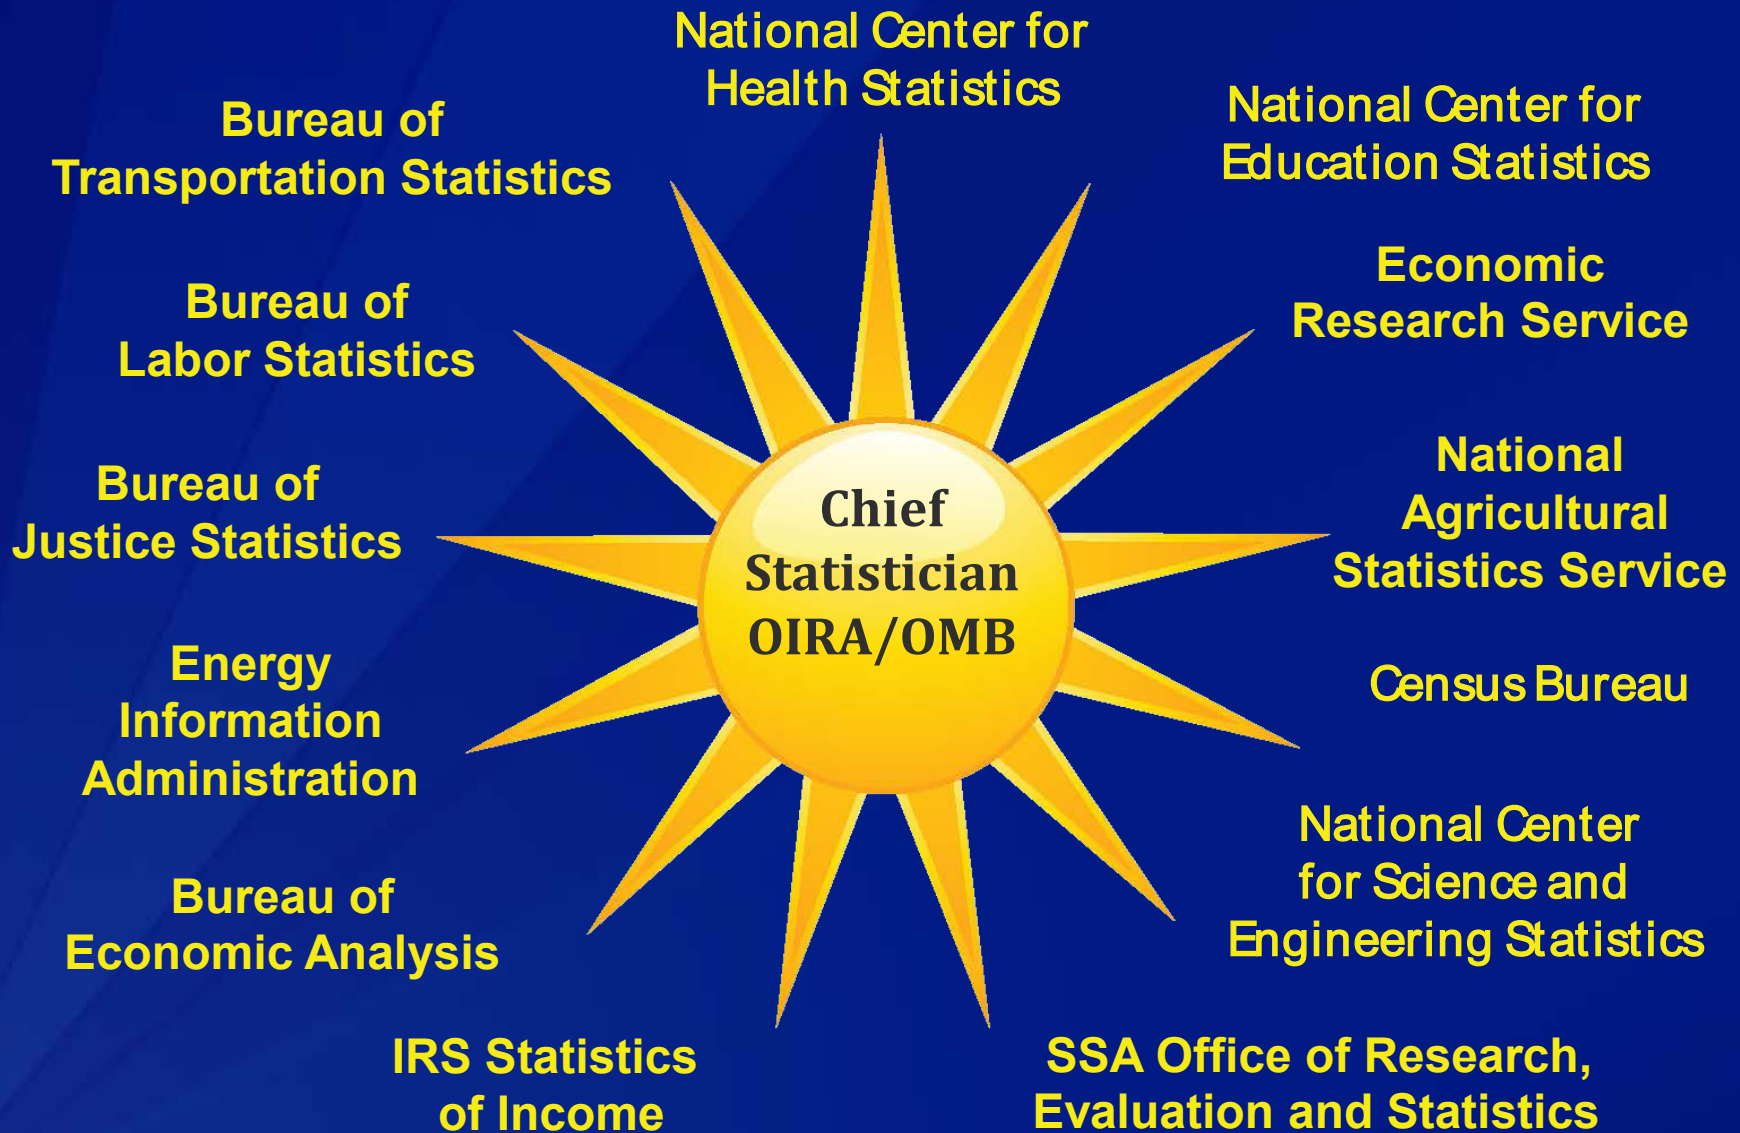 National Center for
Health Statistics
National Center for
Education Statistics
Economic
Research Service
National
Agricultural
Statistics Service
Census Bureau
National Center
for Science and
Engineering Statistics
SSA Office of Research,
Evaluation and Statistics
IRS Statistics
of Income
Bureau of
Economic Analysis
Energy
Information
Administration
Bureau of
Justice Statistics
Bureau of
Labor Statistics
Bureau of
Transportation Statistics
Chief
Statistician
OIRA/OMB